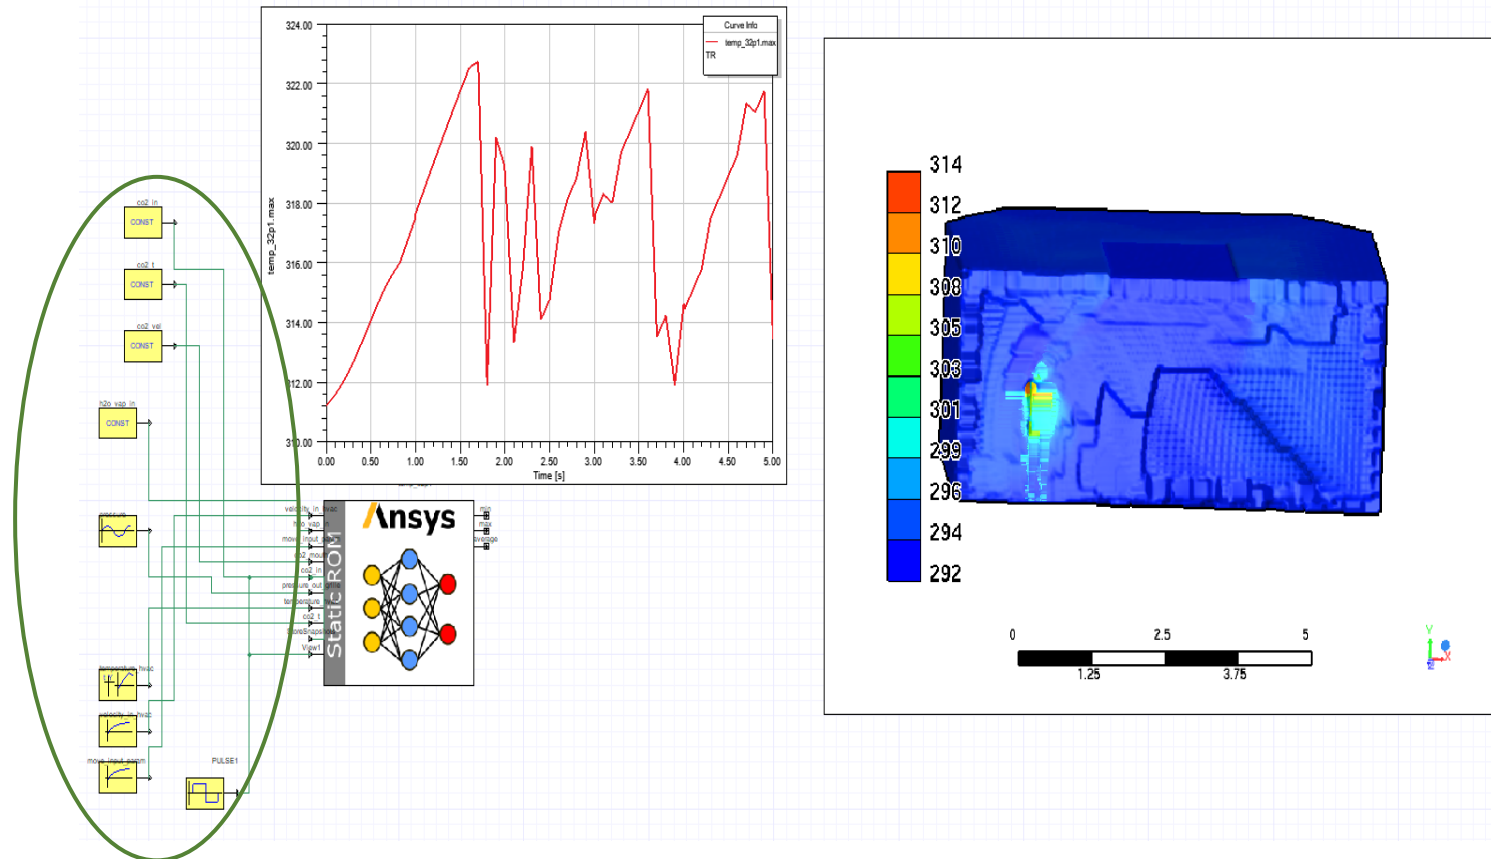 324.00
322.00
320.00
318.00
316.00
314.00
312.00
310.00
temp_32p1.max
0.00
0.50
1.00
1.50
2.00
2.50
3.00
3.50
4.00
4.50
5.00
Time [s]
Curve Info
temp_32p1.max
TR
co2_in
CONST
co2_t
CONST
co2_vel
CONST
h2o_vap_in
CONST
pressure
temperature_hvac
velocity_in_hvac
move_input_param
PULSE1
velocity_in_hvac
move_input_param
co2_in
co2_t
View1
Static ROM
Ansys
min
max
average
314
312
310
308
305
303
301
299
296
294
292
0
2.5
5
1.25
3.75
Y
X